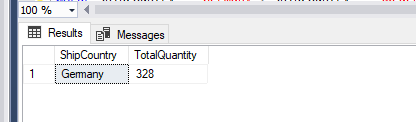 100 %
Results Messages
ShipCountry TotalQuantity
1 Germany 328